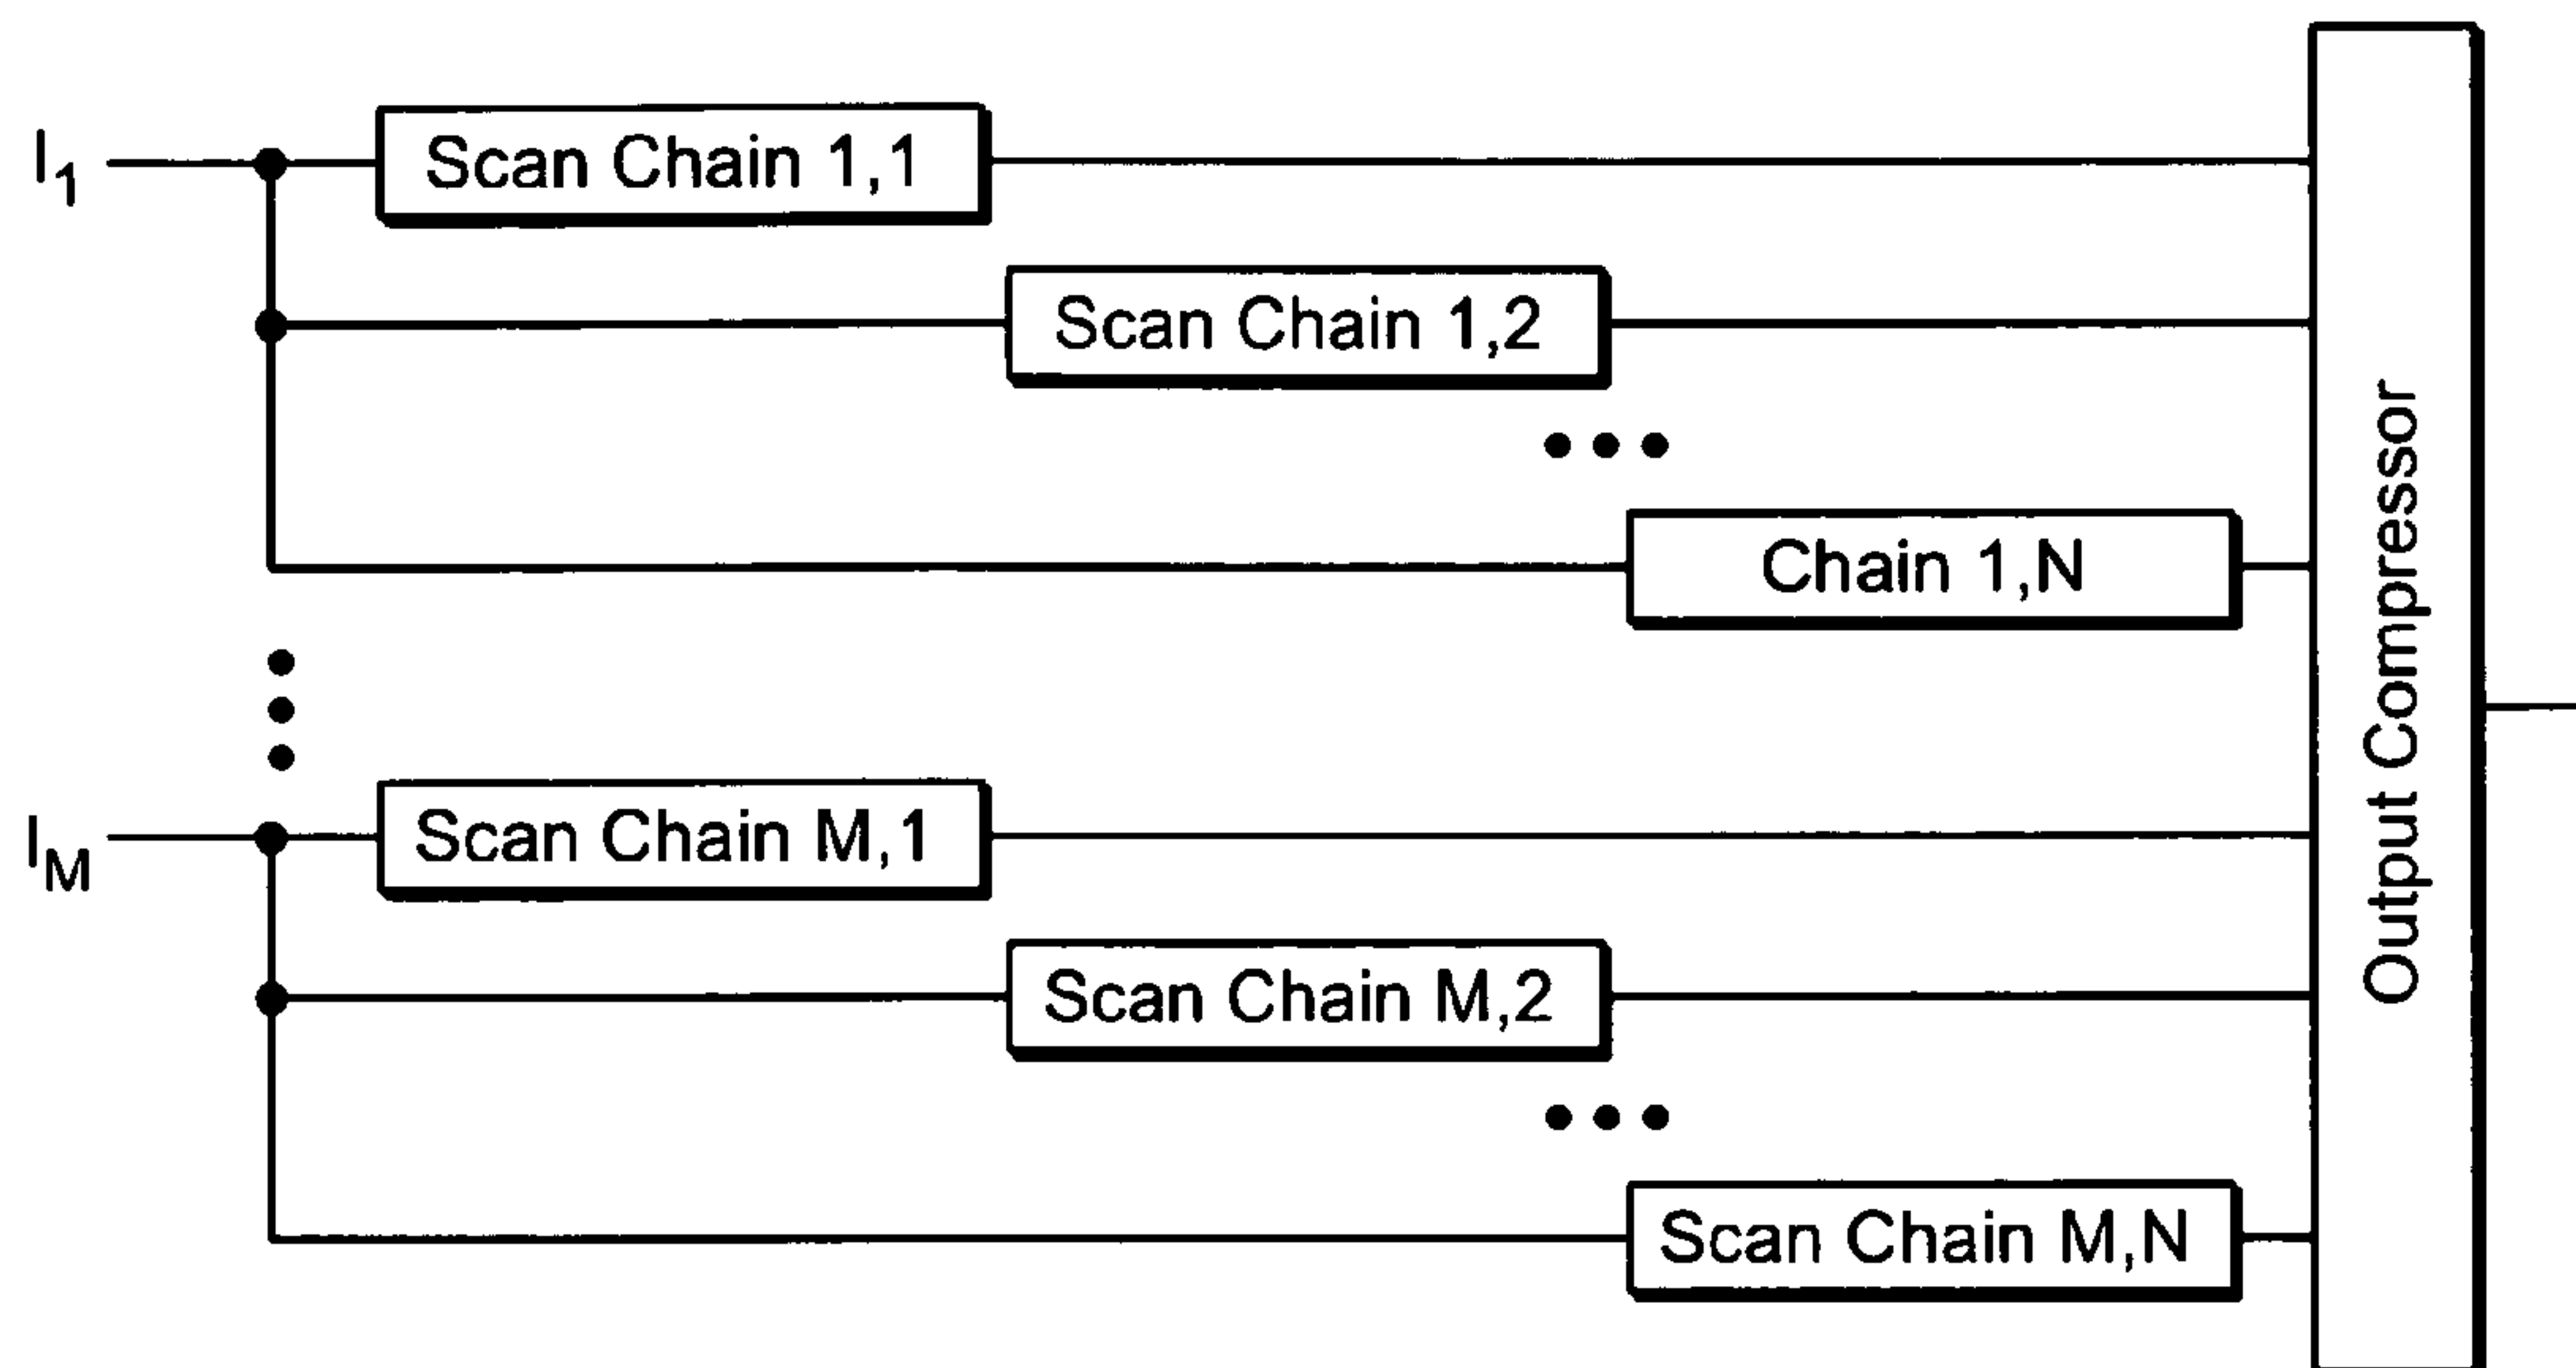 I1
Scan Chain 1,1
Scan Chain 1,2
Chain 1,N
IM
Scan Chain M,1
Scan Chain M,2
Scan Chain M,N
Output Compressor